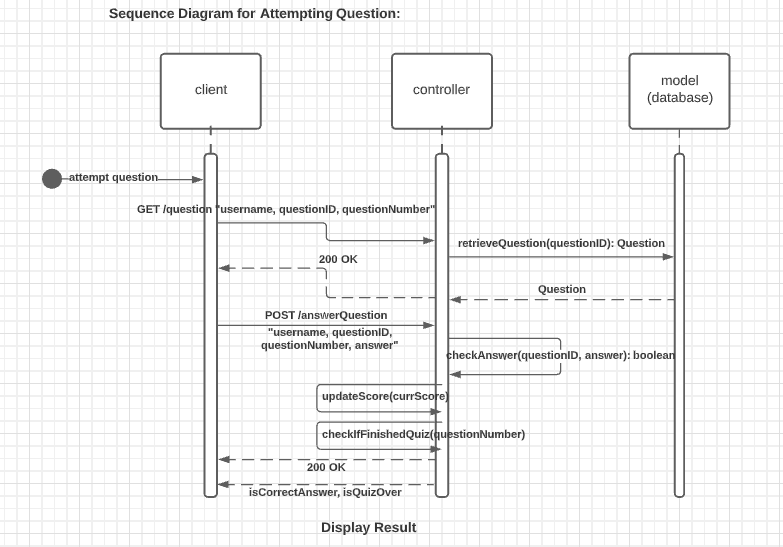 Sequence Diagram for Attempting Question:
client
controller
model
(database)
attempt question
GET /question "username, questionID, questionNumber"
retrieveQuestion(questionID): Question
200 OK
Question
POST /answerQuestion
"username, questionID,
questionNumber, answer"
checkAnswer(questionID, answer): boolean
updateScore(currScore)
checkIfFinishedQuiz(questionNumber)
200 OK
isCorrectAnswer, isQuizOver
Display Result